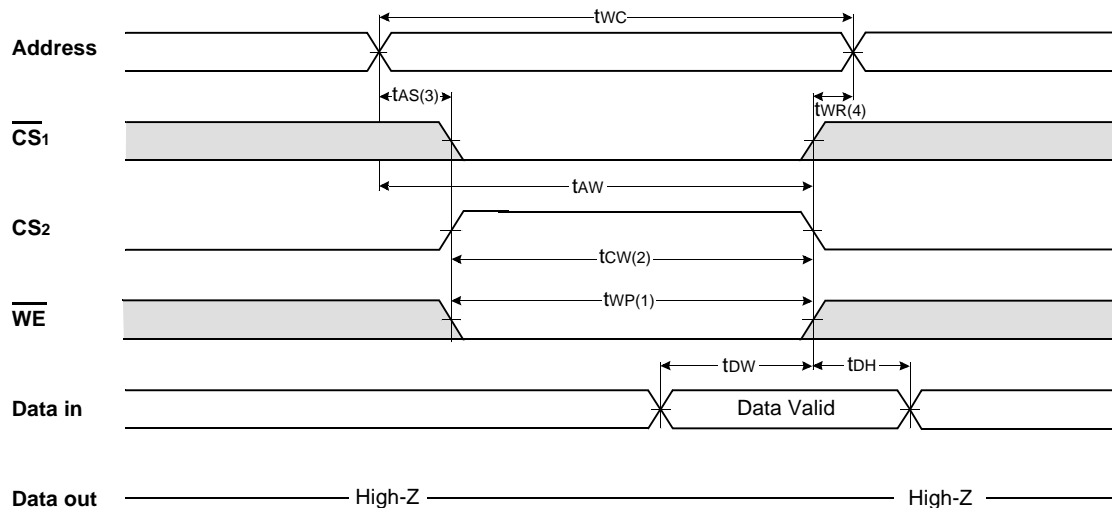 tWC
Address
tAS(3)
tWR(4)
CS1
tAW
CS2
tCW(2)
tWP(1)
WE
tDW
tDH
Data in
Data Valid
Data out
High-Z
High-Z